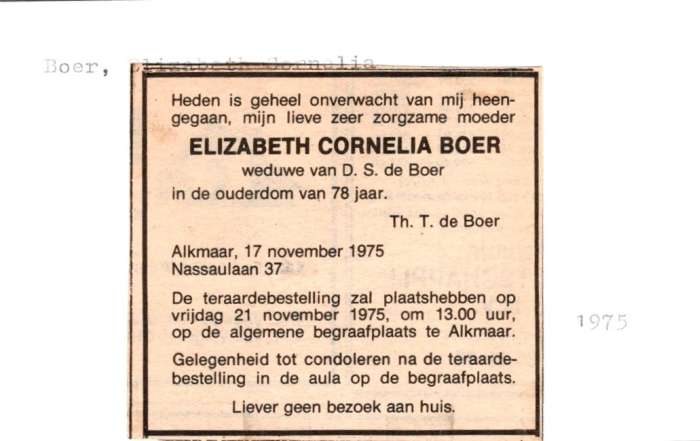 Boer, Elizabeth Cornelia
Heden is geheel onverwacht van mij heen-
gegaan, mijn lieve zeer zorgzame moeder
ELIZABETH CORNELIA BOER
weduwe van D. S. de Boer
in de ouderdom van 78 jaar.
Th. T. de Boer
Alkmaar, 17 november 1975
Nassaulaan 37
De teraardebestelling zal plaatshebben op
vrijdag 21 november 1975, om 13.00 uur,
op de algemene begraafplaats te Alkmaar.
1975
Gelegenheid tot condoleren na de teraarde-
bestelling in de aula op de begraafplaats.
Liever geen bezoek aan huis.